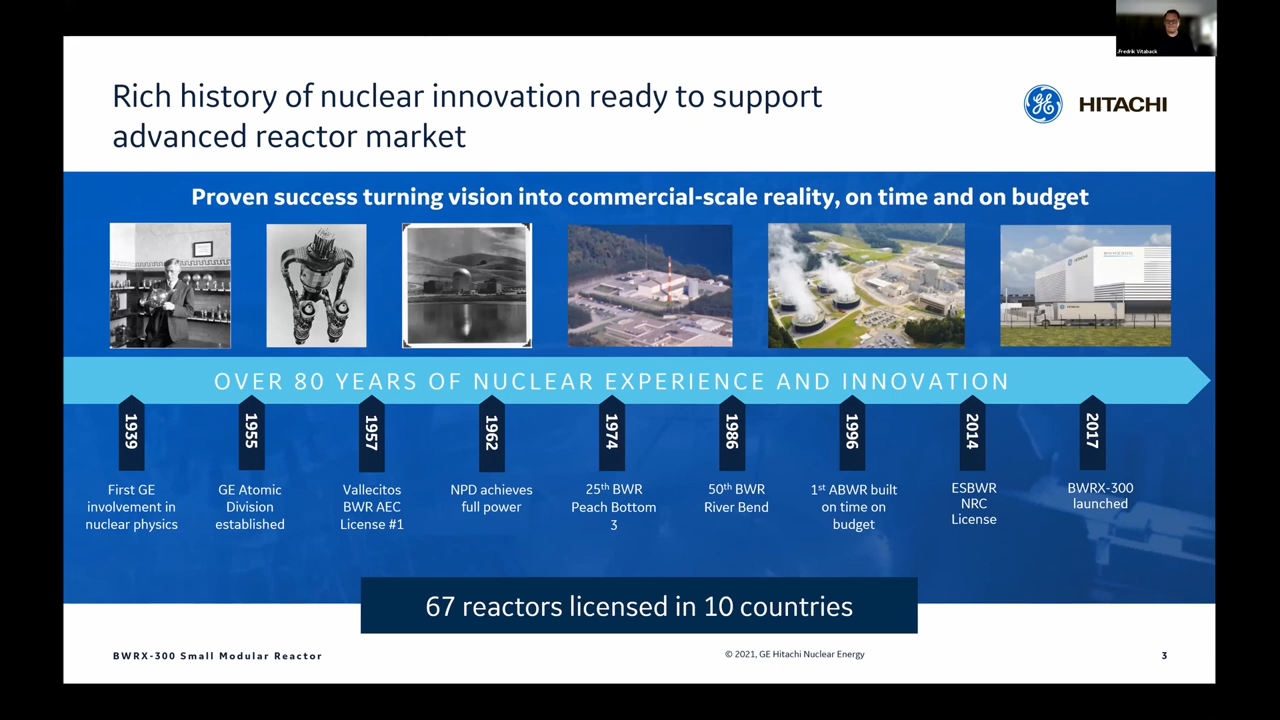 Fredrik Vitaback
Rich history of nuclear innovation ready to support
advanced reactor market
HITACHI
Proven success turning vision into commercial-scale reality, on time and on budget
OVER 80 YEARS OF NUCLEAR EXPERIENCE AND INNOVATION
1939
First GE
involvement in
nuclear physics
1955
GE Atomic
Division
established
1957
Vallecitos
BWR AEC
License #1
1962
NPD achieves
full power
1974
25th BWR
Peach Bottom
3
1986
50th BWR
River Bend
1996
1st ABWR built
on time on
budget
2014
ESBWR
NRC
License
2017
BWRX-300
launched
67 reactors licensed in 10 countries
BWRX-300 Small Modular Reactor
© 2021, GE Hitachi Nuclear Energy
3